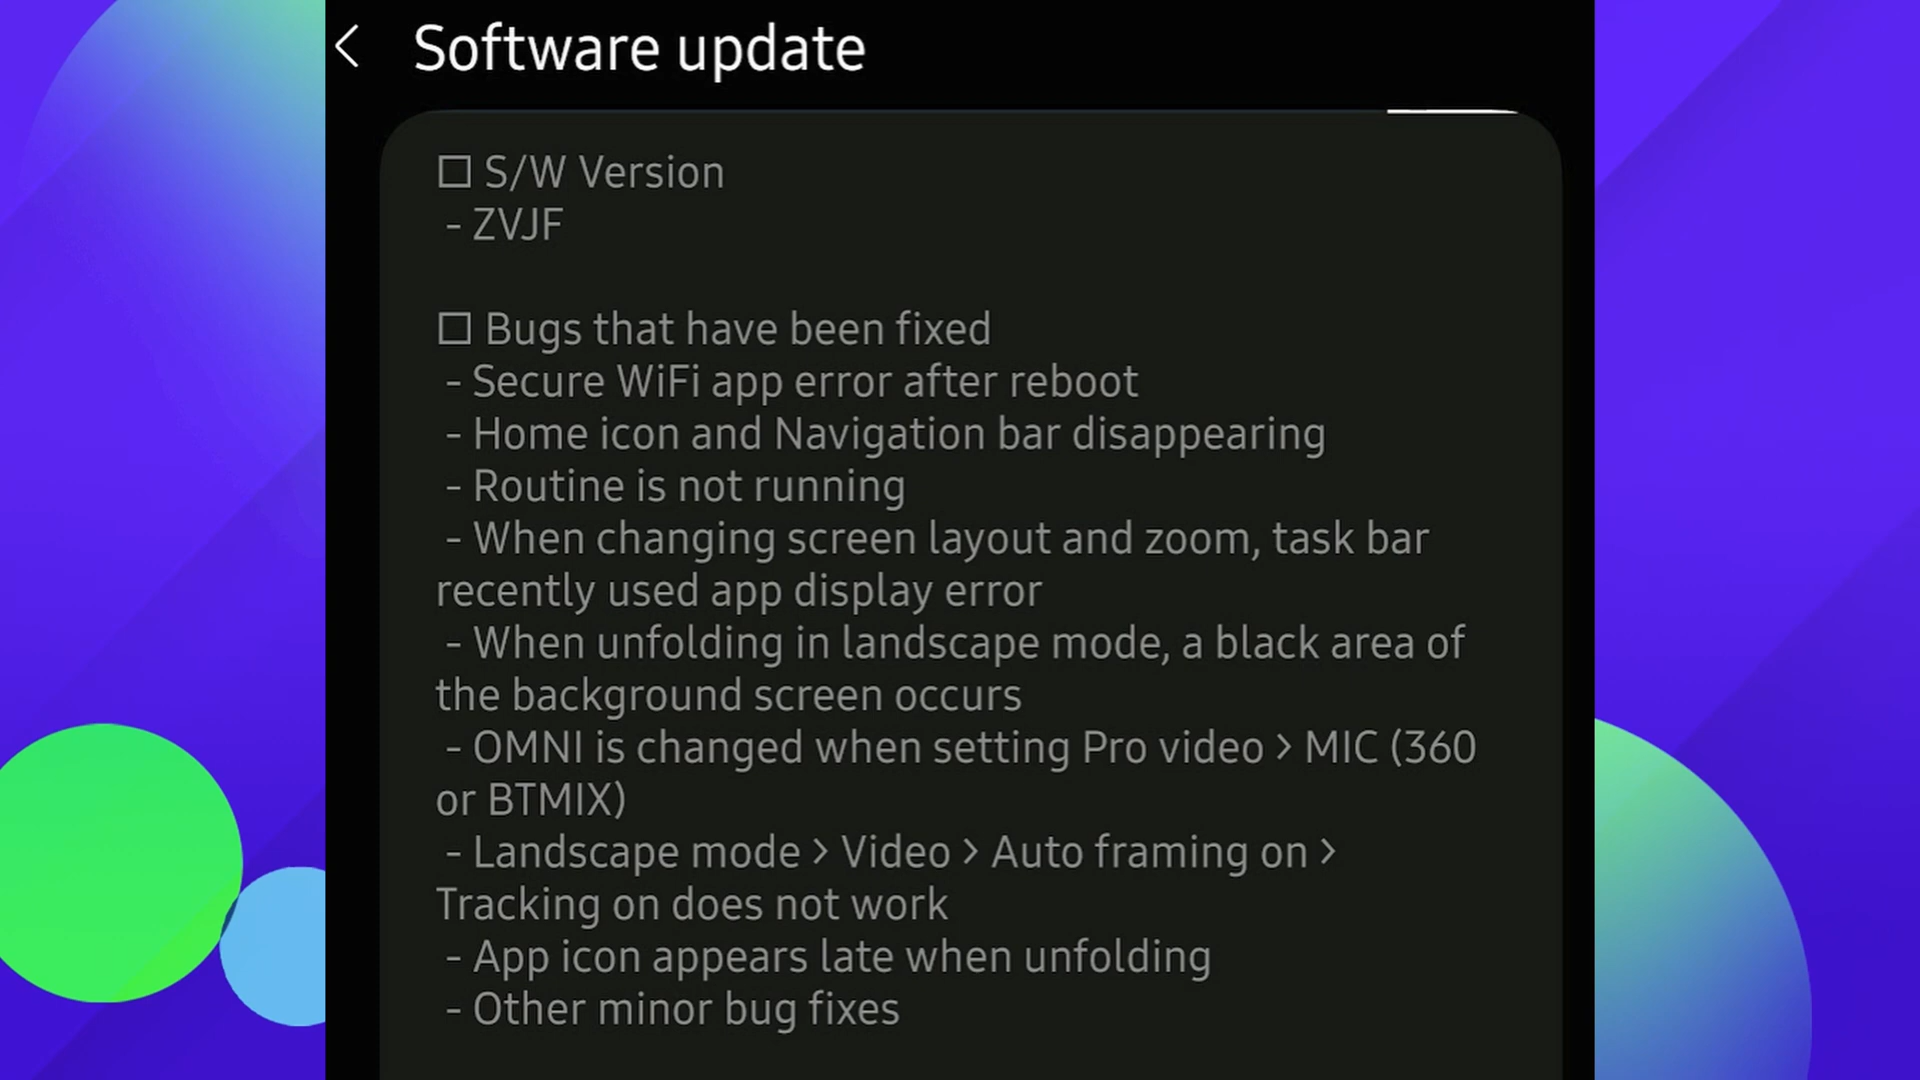 Software update
□ S/W Version
- ZVJF
□ Bugs that have been fixed
- Secure WiFi app error after reboot
- Home icon and Navigation bar disappearing
- Routine is not running
- When changing screen layout and zoom, task bar
recently used app display error
- When unfolding in landscape mode, a black area of
the background screen occurs
- OMNI is changed when setting Pro video > MIC (360
or BTMIX)
- Landscape mode > Video > Auto framing on >
Tracking on does not work
- App icon appears late when unfolding
- Other minor bug fixes